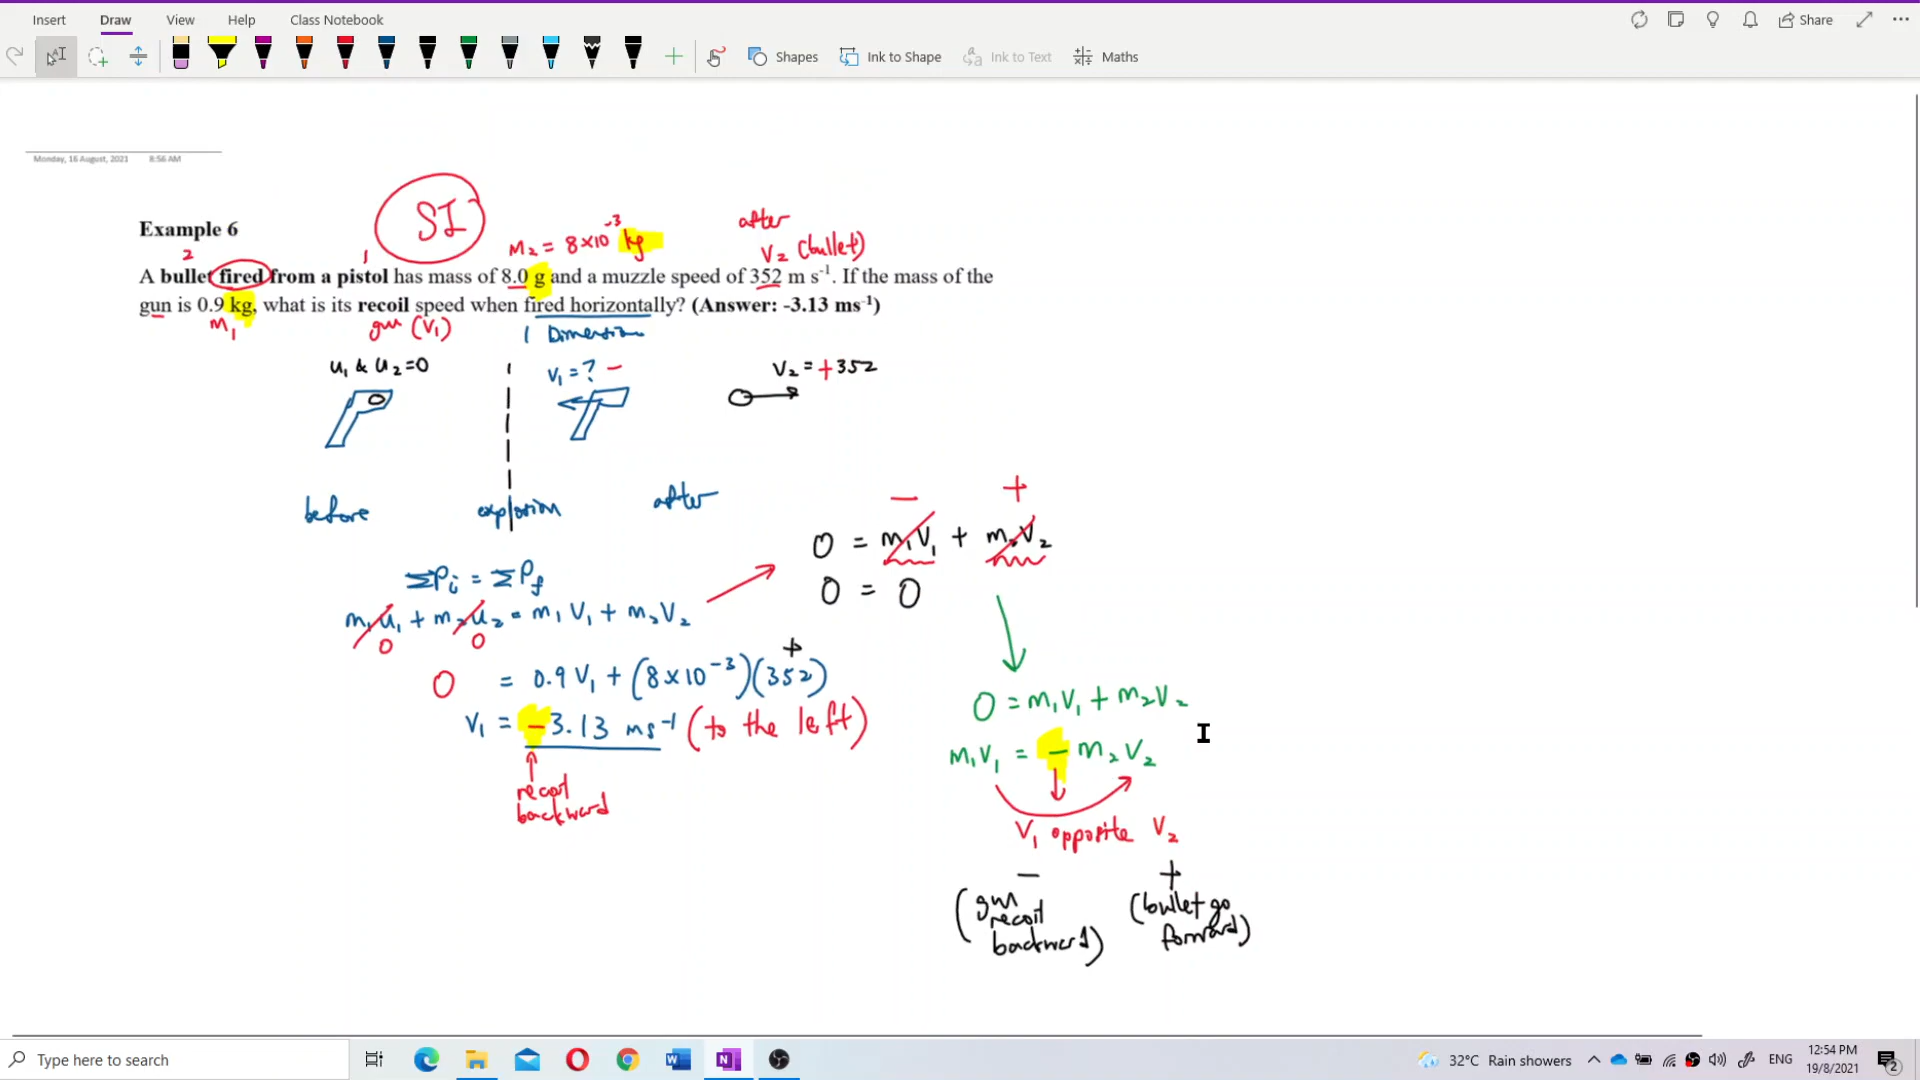 Insert Draw View Help Class Notebook
Share
Shapes Ink to Shape Ink to Text Maths
Monday, 16 August, 2021 8:56 AM
SI
Example 6
M₂ = 8×10⁻³ kg
after
V₂ (bullet)
2 1
A bullet fired from a pistol has mass of 8.0 g and a muzzle speed of 352 m s⁻¹. If the mass of the
gun is 0.9 kg, what is its recoil speed when fired horizontally? (Answer: -3.13 ms⁻¹)
m₁ gun (V₁) 1 Dimension
u₁ & u₂ = 0 V₁ = ? − V₂ = +352
before explosion after
− +
0 = m₁V₁ + m₂V₂
0 = 0
ΣPi = ΣPf
m₁u₁ + m₂u₂ = m₁V₁ + m₂V₂
0 0
+
0 = 0.9V₁ + (8×10⁻³)(352)
V₁ = −3.13 ms⁻¹ (to the left)
recoil
backward
0 = m₁V₁ + m₂V₂
m₁V₁ = − m₂V₂
V₁ opposite V₂
− +
(gun recoil backward)
(bullet go forward)
Type here to search
32°C Rain showers ENG 12:54 PM
19/8/2021
2